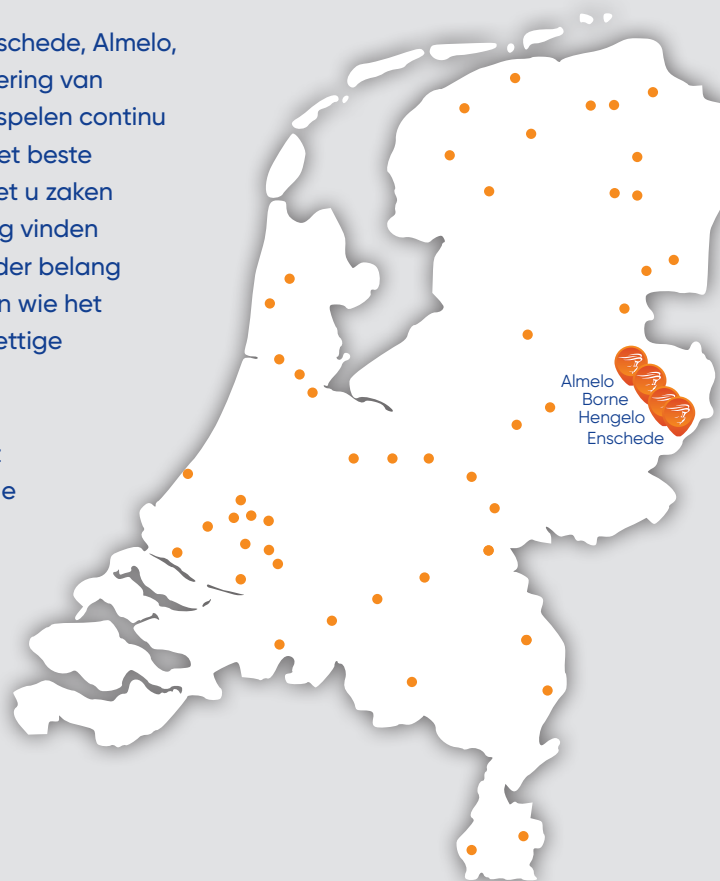 schede, Almelo,
ering van
spelen continu
et beste
et u zaken
g vinden
der belang
n wie het
ettige
e
Almelo
Borne
Hengelo
Enschede